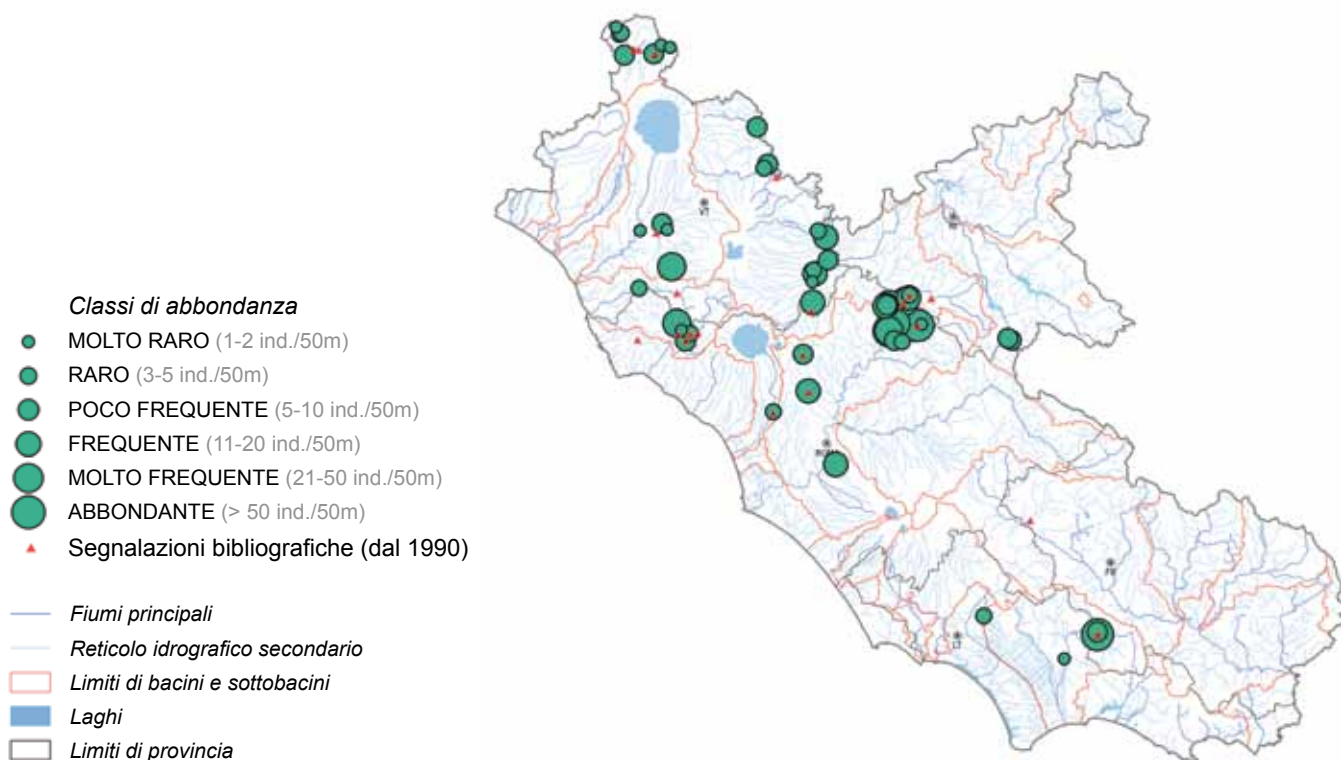 Classi di abbondanza
MOLTO RARO (1-2 ind./50m)
RARO (3-5 ind./50m)
POCO FREQUENTE (5-10 ind./50m)
FREQUENTE (11-20 ind./50m)
MOLTO FREQUENTE (21-50 ind./50m)
ABBONDANTE (> 50 ind./50m)
Segnalazioni bibliografiche (dal 1990)
Fiumi principali
Reticolo idrografico secondario
Limiti di bacini e sottobacini
Laghi
Limiti di provincia
VT
LT